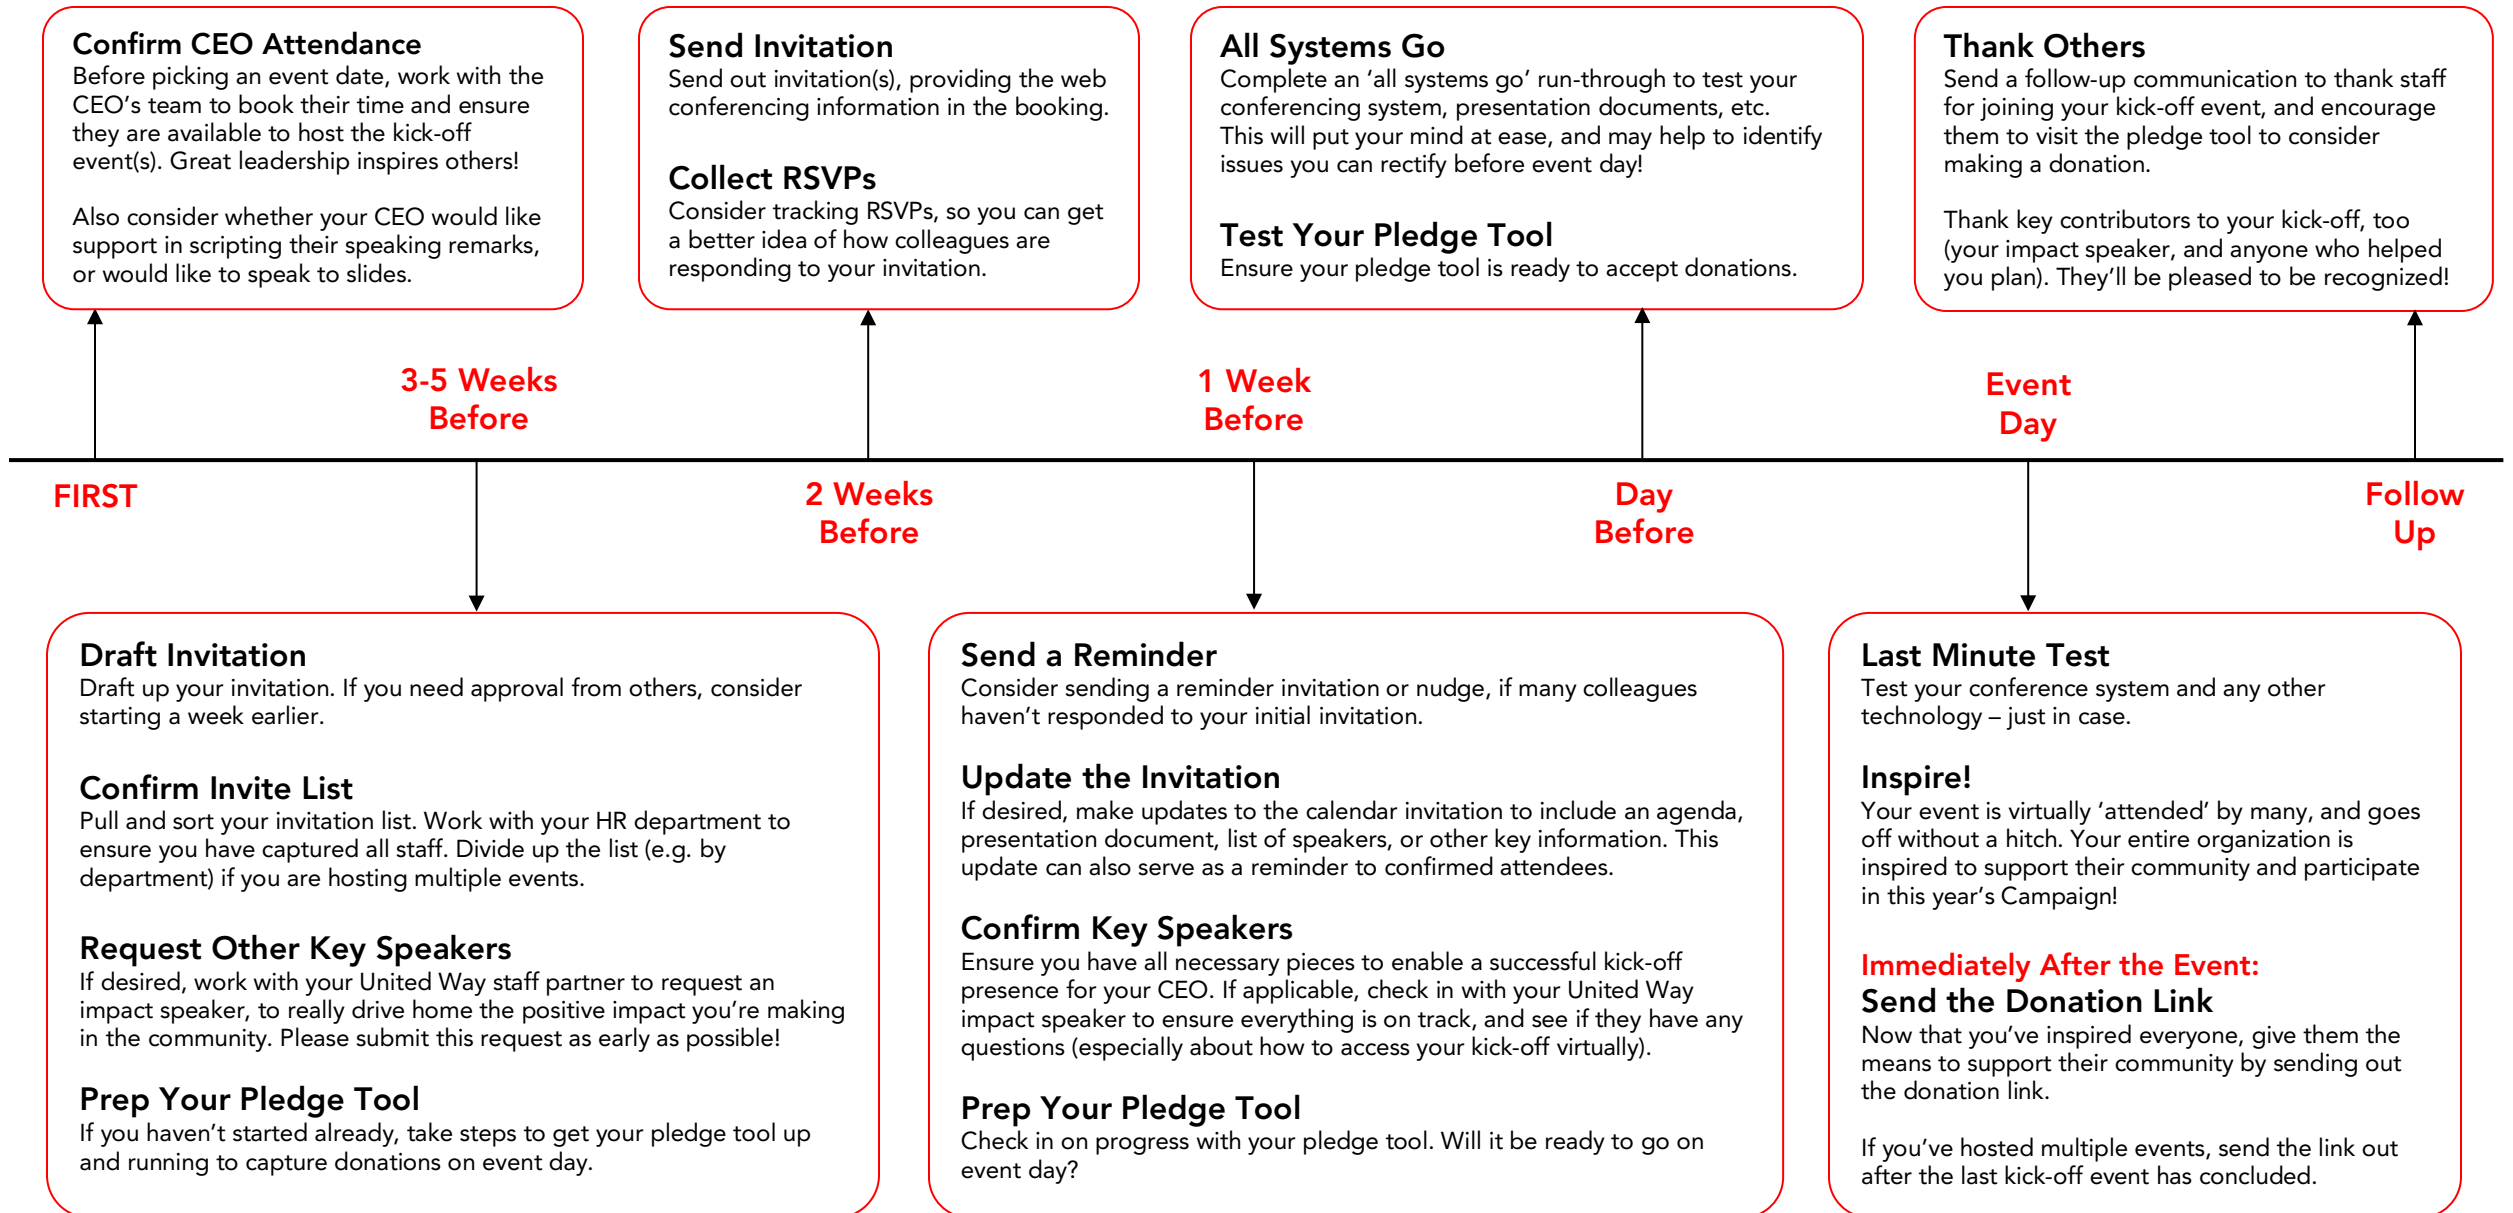 Confirm CEO Attendance
Before picking an event date, work with the
CEO’s team to book their time and ensure
they are available to host the kick-off
event(s). Great leadership inspires others!
Also consider whether your CEO would like
support in scripting their speaking remarks,
or would like to speak to slides.
Send Invitation
Send out invitation(s), providing the web
conferencing information in the booking.
Collect RSVPs
Consider tracking RSVPs, so you can get
a better idea of how colleagues are
responding to your invitation.
All Systems Go
Complete an ‘all systems go’ run-through to test your
conferencing system, presentation documents, etc.
This will put your mind at ease, and may help to identify
issues you can rectify before event day!
Test Your Pledge Tool
Ensure your pledge tool is ready to accept donations.
Thank Others
Send a follow-up communication to thank staff
for joining your kick-off event, and encourage
them to visit the pledge tool to consider
making a donation.
Thank key contributors to your kick-off, too
(your impact speaker, and anyone who helped
you plan). They’ll be pleased to be recognized!
3-5 Weeks
Before
1 Week
Before
Event
Day
FIRST
2 Weeks
Before
Day
Before
Follow
Up
Draft Invitation
Draft up your invitation. If you need approval from others, consider
starting a week earlier.
Confirm Invite List
Pull and sort your invitation list. Work with your HR department to
ensure you have captured all staff. Divide up the list (e.g. by
department) if you are hosting multiple events.
Request Other Key Speakers
If desired, work with your United Way staff partner to request an
impact speaker, to really drive home the positive impact you’re making
in the community. Please submit this request as early as possible!
Prep Your Pledge Tool
If you haven’t started already, take steps to get your pledge tool up
and running to capture donations on event day.
Send a Reminder
Consider sending a reminder invitation or nudge, if many colleagues
haven’t responded to your initial invitation.
Update the Invitation
If desired, make updates to the calendar invitation to include an agenda,
presentation document, list of speakers, or other key information. This
update can also serve as a reminder to confirmed attendees.
Confirm Key Speakers
Ensure you have all necessary pieces to enable a successful kick-off
presence for your CEO. If applicable, check in with your United Way
impact speaker to ensure everything is on track, and see if they have any
questions (especially about how to access your kick-off virtually).
Prep Your Pledge Tool
Check in on progress with your pledge tool. Will it be ready to go on
event day?
Last Minute Test
Test your conference system and any other
technology – just in case.
Inspire!
Your event is virtually ‘attended’ by many, and goes
off without a hitch. Your entire organization is
inspired to support their community and participate
in this year’s Campaign!
Immediately After the Event:
Send the Donation Link
Now that you’ve inspired everyone, give them the
means to support their community by sending out
the donation link.
If you’ve hosted multiple events, send the link out
after the last kick-off event has concluded.